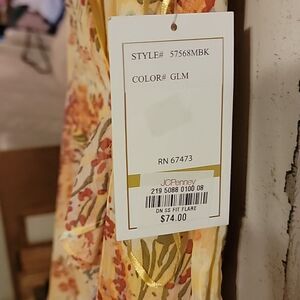 STYLE# 57568MBK
COLOR# GLM
RN 67473
JCPenney
219 5088 0100 08
DN SS FIT FLARE
$74.00